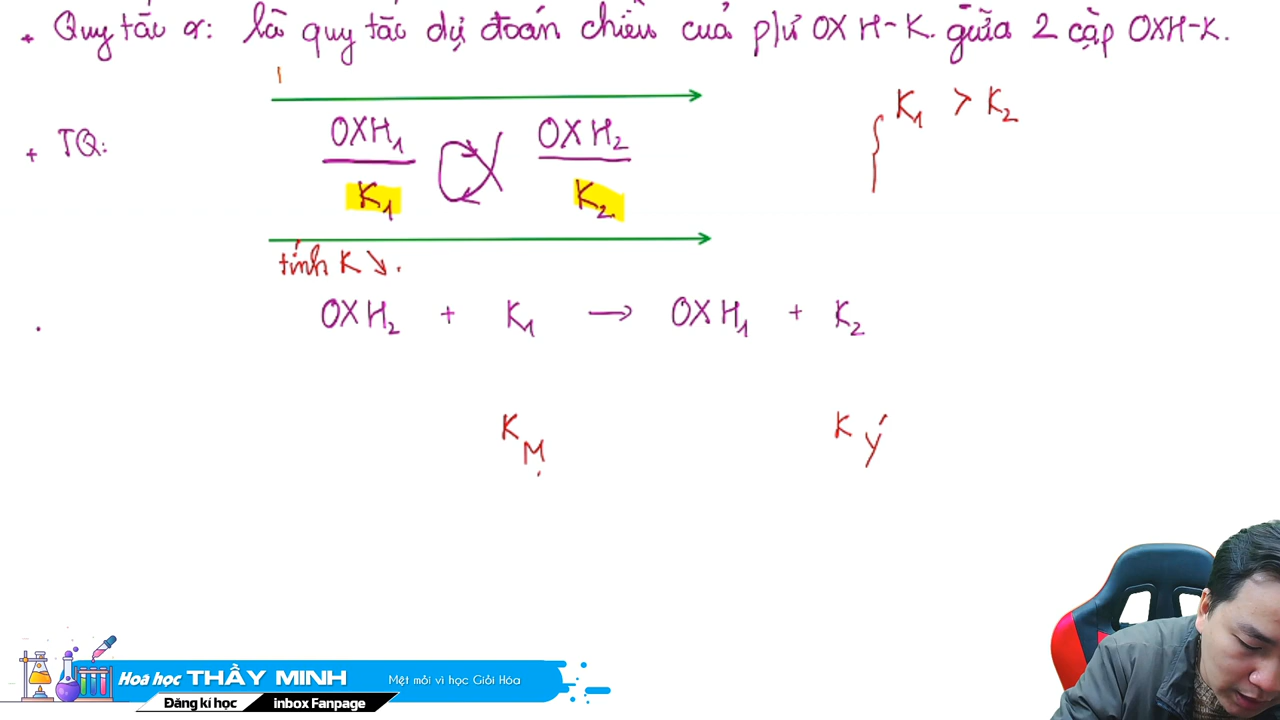 + Quy tắc α: là quy tắc dự đoán chiều của p/ư OXH-K. giữa 2 cặp OXH-K.
+ TQ: OXH₁ OXH₂ { K₁ > K₂
K₁ K₂
tính K ↘.
. OXH₂ + K₁ → OXH₁ + K₂
K Mạ K ý
Hoá học THẦY MINH Mệt mỏi vì học Giỏi Hóa
Đăng kí học inbox Fanpage